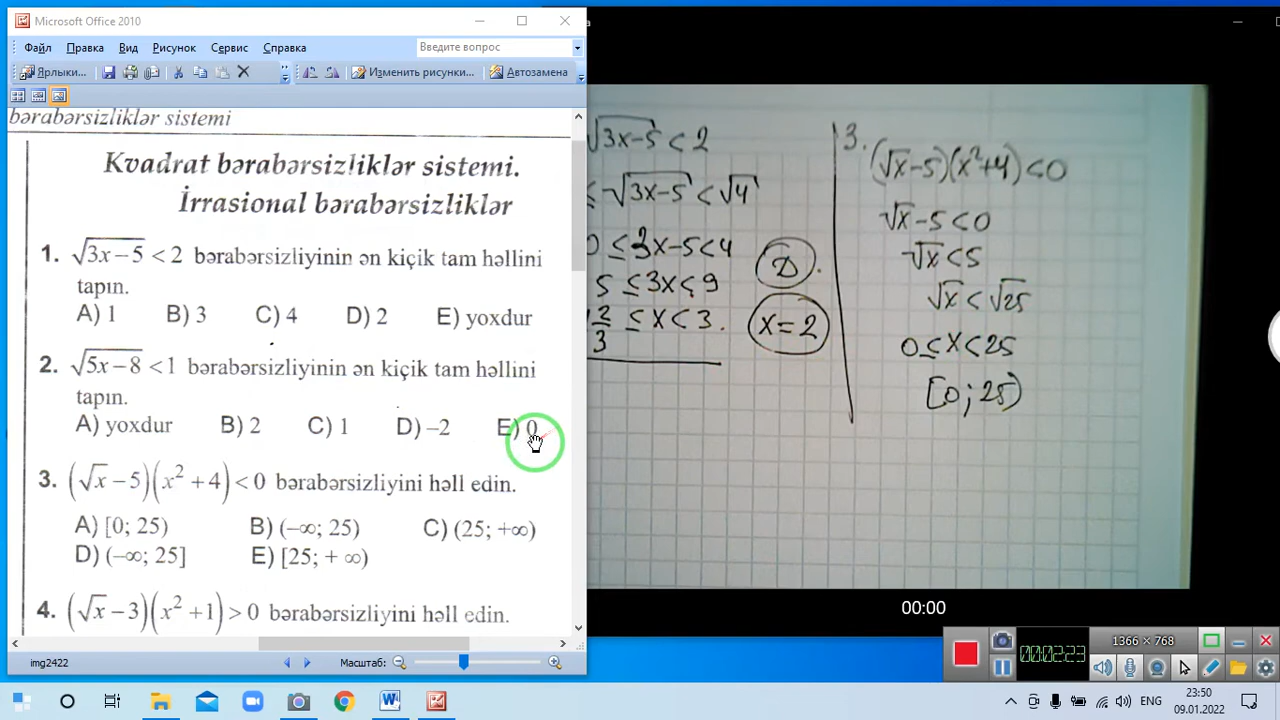 Microsoft Office 2010
Файл Правка Вид Рисунок Сервис Справка
Введите вопрос
Ярлыки... Изменить рисунки... Автозамена
bərabərsizliklər sistemi
Kvadrat bərabərsizliklər sistemi.
İrrasional bərabərsizliklər
1. √3x−5 < 2 bərabərsizliyinin ən kiçik tam həllini
tapın.
A) 1 B) 3 C) 4 D) 2 E) yoxdur
2. √5x−8 < 1 bərabərsizliyinin ən kiçik tam həllini
tapın.
A) yoxdur B) 2 C) 1 D) –2 E) 0
3. (√x −5)(x² +4) < 0 bərabərsizliyini həll edin.
A) [0; 25) B) (–∞; 25) C) (25; +∞)
D) (–∞; 25] E) [25; + ∞)
4. (√x −3)(x² +1) > 0 bərabərsizliyini həll edin.
img2422 Масштаб:
√3x−5 < 2
≤ √3x−5 < √4
0 ≤ 3x−5 < 4
5 ≤ 3x < 9
2/3 ≤ x < 3.
D.
x = 2
3. (√x−5)(x²+4) < 0
√x −5 < 0
√x < 5
√x < √25
0 ≤ x < 25
[0; 25)
00:00
1366 × 768
00:02:23
ENG
23:50
09.01.2022